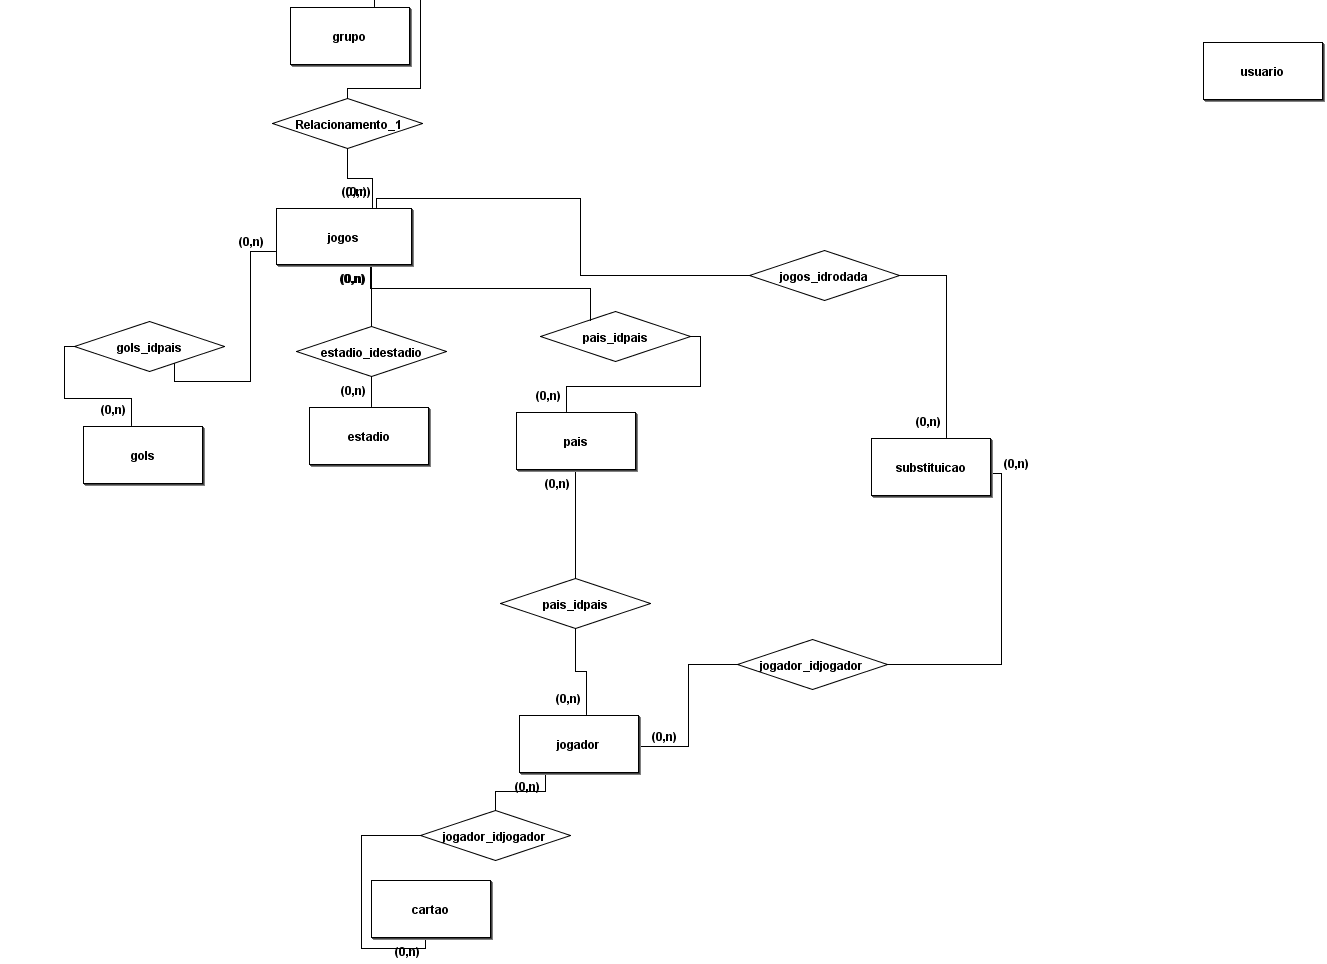 grupo
usuario
Relacionamento_1
(0,n)
jogos
(0,n)
(0,n)
jogos_idrodada
gols_idpais
estadio_idestadio
pais_idpais
(0,n)
(0,n)
(0,n)
(0,n)
estadio
pais
gols
substituicao
(0,n)
(0,n)
pais_idpais
jogador_idjogador
(0,n)
(0,n)
jogador
(0,n)
jogador_idjogador
cartao
(0,n)